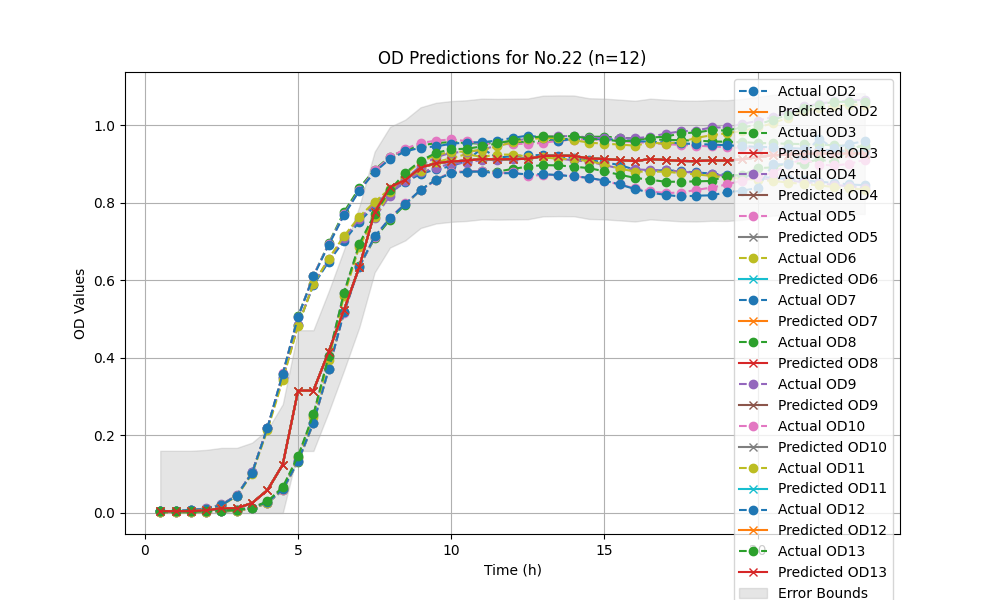 OD Predictions for No.22 (n=12)
OD Values
1.0
0.8
0.6
0.4
0.2
0.0
0
5
10
15
20
Time (h)
Actual OD2
Predicted OD2
Actual OD3
Predicted OD3
Actual OD4
Predicted OD4
Actual OD5
Predicted OD5
Actual OD6
Predicted OD6
Actual OD7
Predicted OD7
Actual OD8
Predicted OD8
Actual OD9
Predicted OD9
Actual OD10
Predicted OD10
Actual OD11
Predicted OD11
Actual OD12
Predicted OD12
Actual OD13
Predicted OD13
Error Bounds